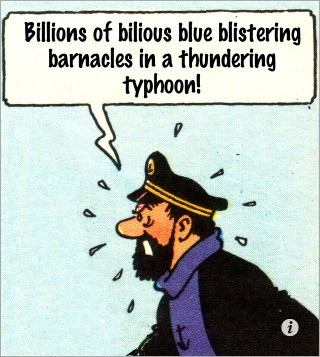 Billions of bilious blue blistering
barnacles in a thundering
typhoon!
i